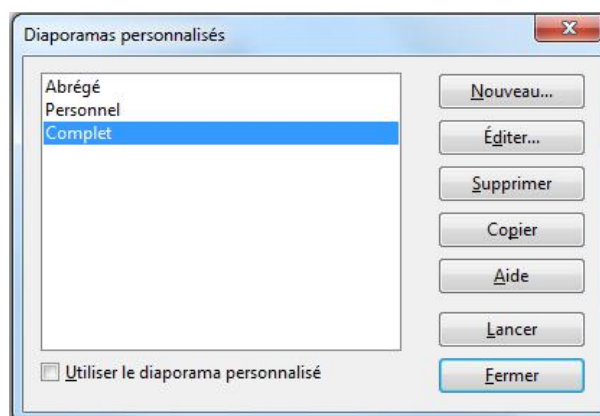 Diaporamas personnalisés
Abrégé
Personnel
Complet
Nouveau...
Éditer...
Supprimer
Copier
Aide
Lancer
Utiliser le diaporama personnalisé
Fermer